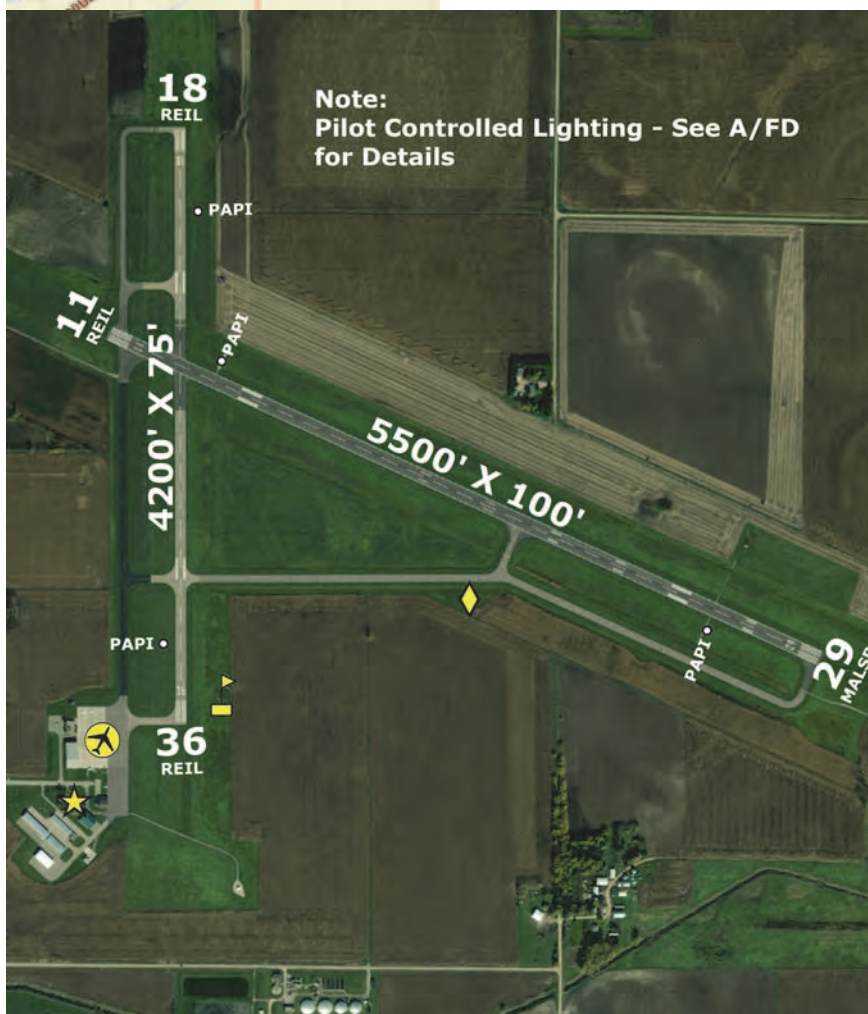 18
REIL
Note:
Pilot Controlled Lighting - See A/FD
for Details
PAPI
11
REIL
PAPI
4200' X 75'
5500' X 100'
PAPI
PAPI
29
36
REIL